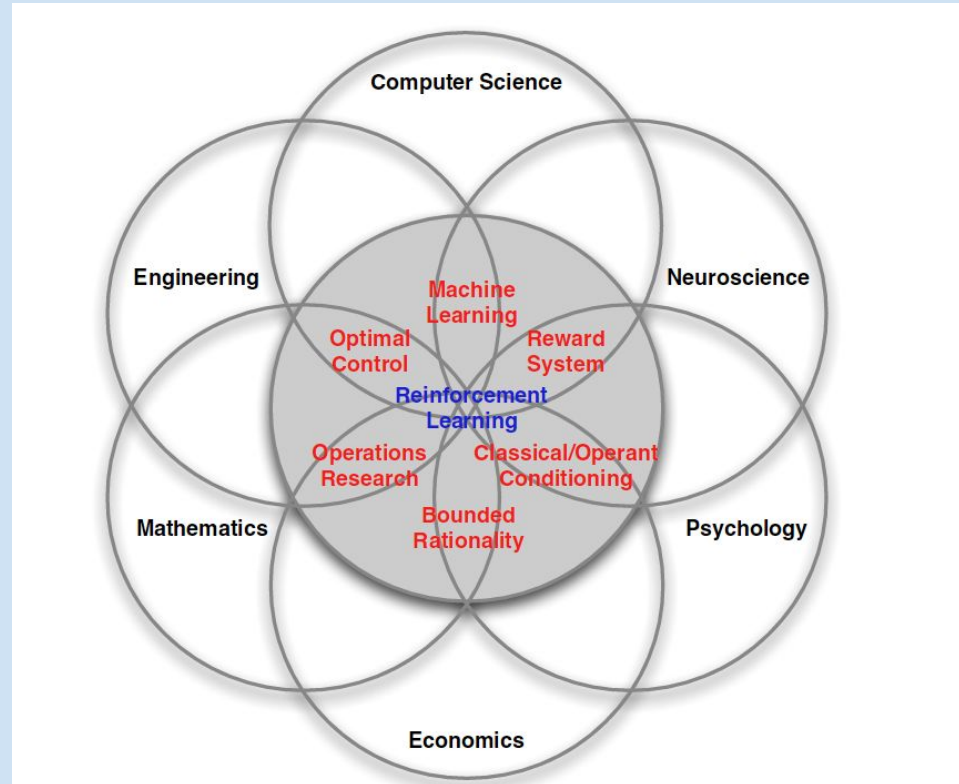 Computer Science
Engineering
Neuroscience
Machine
Learning
Optimal
Control
Reward
System
Reinforcement
Learning
Operations
Research
Classical/Operant
Conditioning
Bounded
Rationality
Mathematics
Psychology
Economics